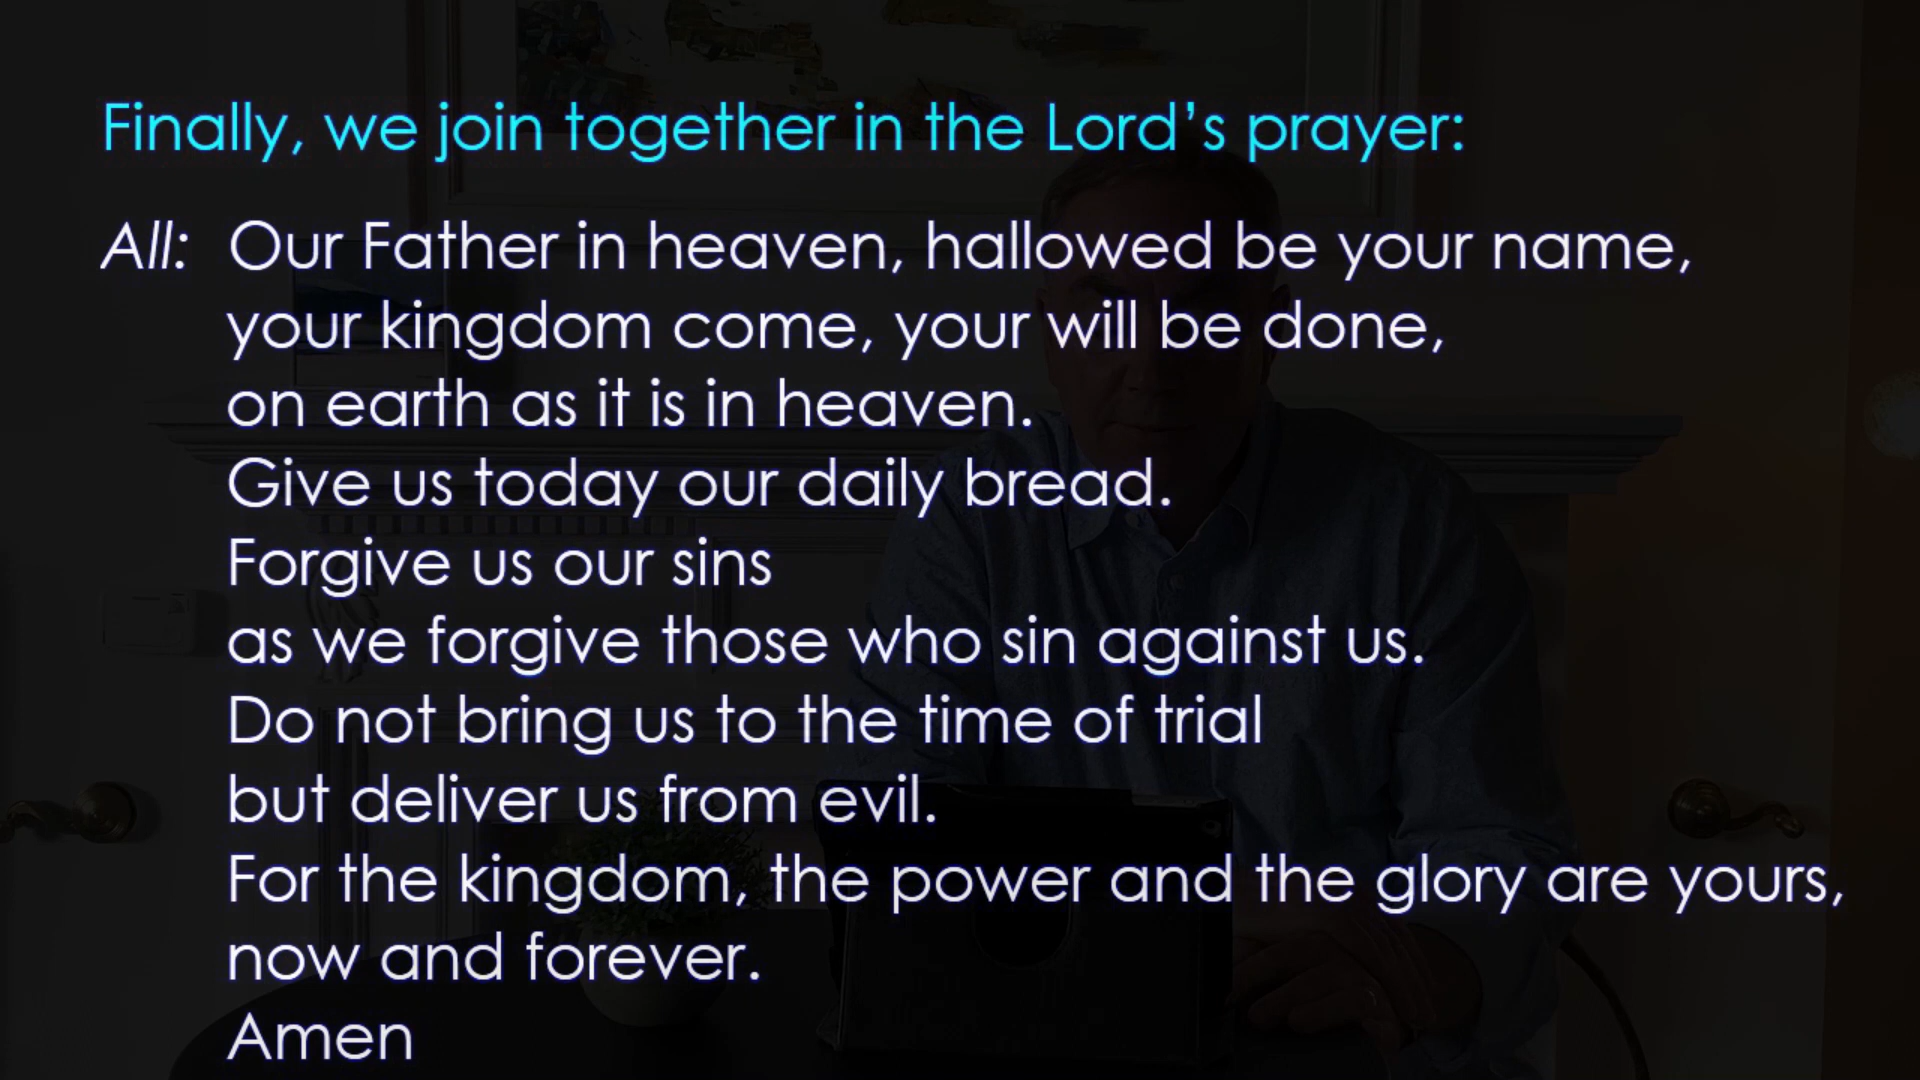 Finally, we join together in the Lord’s prayer:
All: Our Father in heaven, hallowed be your name,
your kingdom come, your will be done,
on earth as it is in heaven.
Give us today our daily bread.
Forgive us our sins
as we forgive those who sin against us.
Do not bring us to the time of trial
but deliver us from evil.
For the kingdom, the power and the glory are yours,
now and forever.
Amen